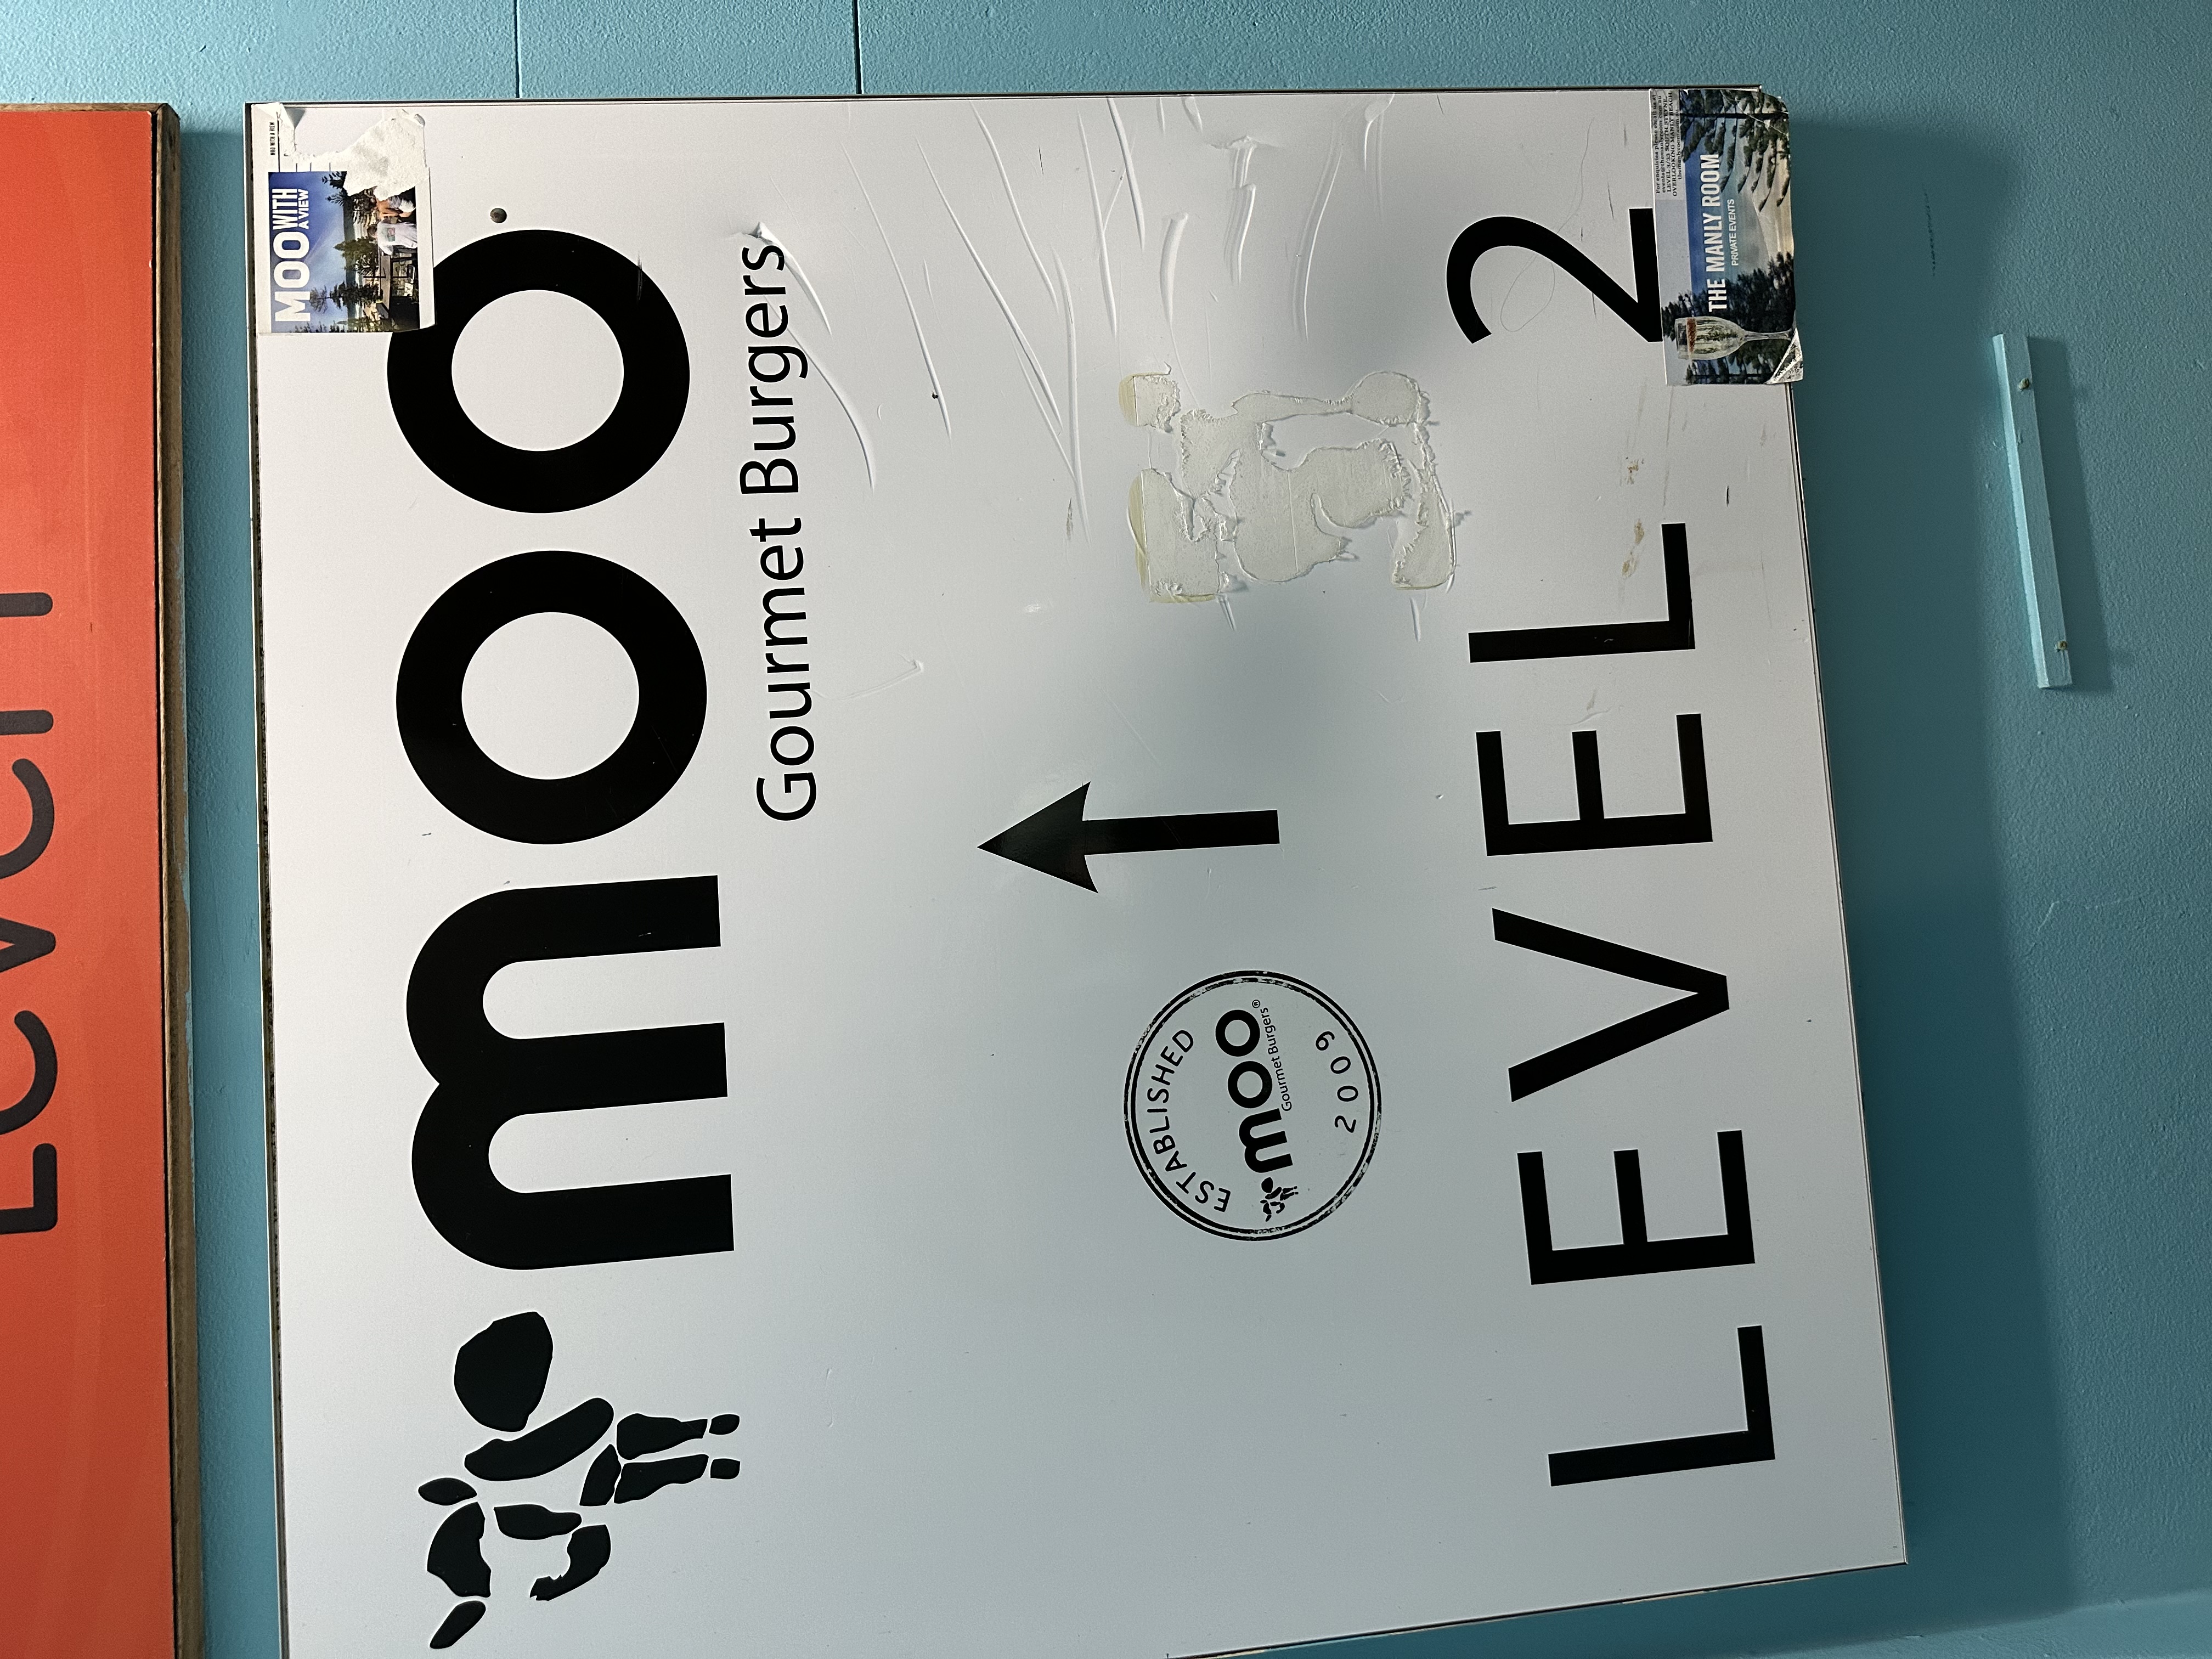 MOO WITH
A VIEW
moo
Gourmet Burgers
ESTABLISHED
moo
Gourmet Burgers®
2009
LEVEL 2
THE MANLY ROOM
PRIVATE EVENTS